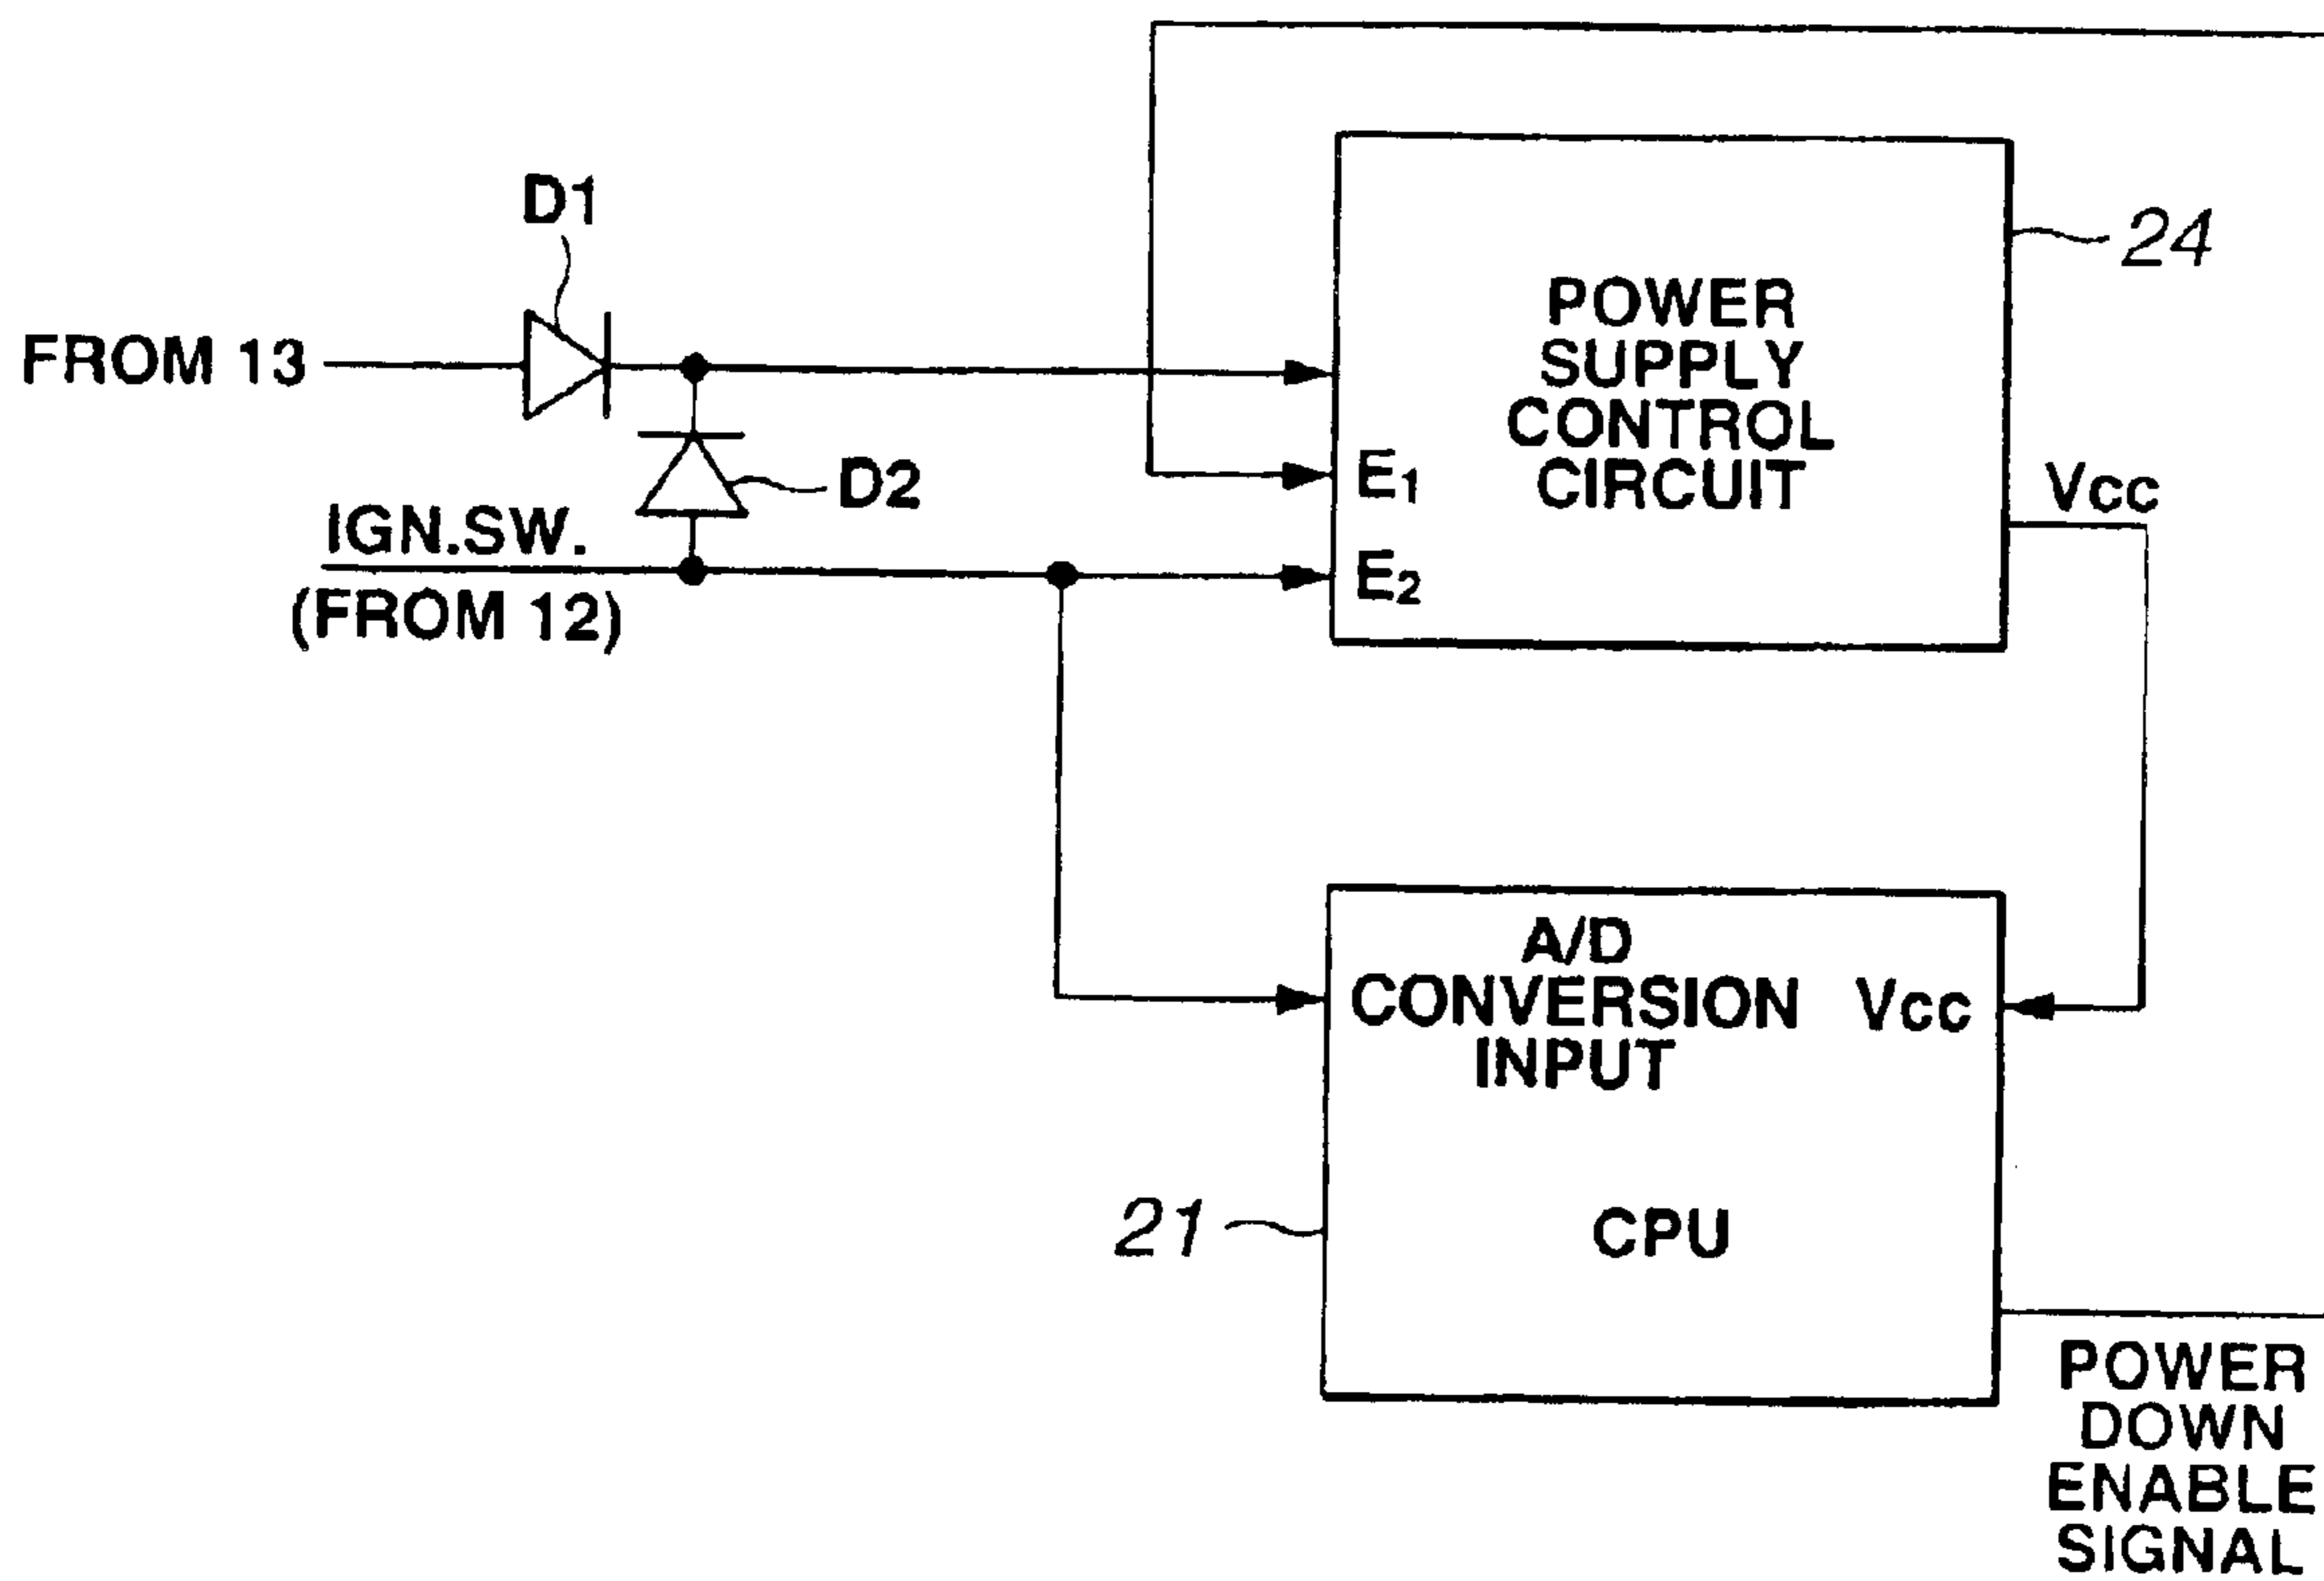 D1
24
FROM 13
POWER
SUPPLY
CONTROL
CIRCUIT
E1
Vcc
D2
IGN.SW.
(FROM 12)
E2
A/D
CONVERSION
INPUT
Vcc
21
CPU
POWER
DOWN
ENABLE
SIGNAL